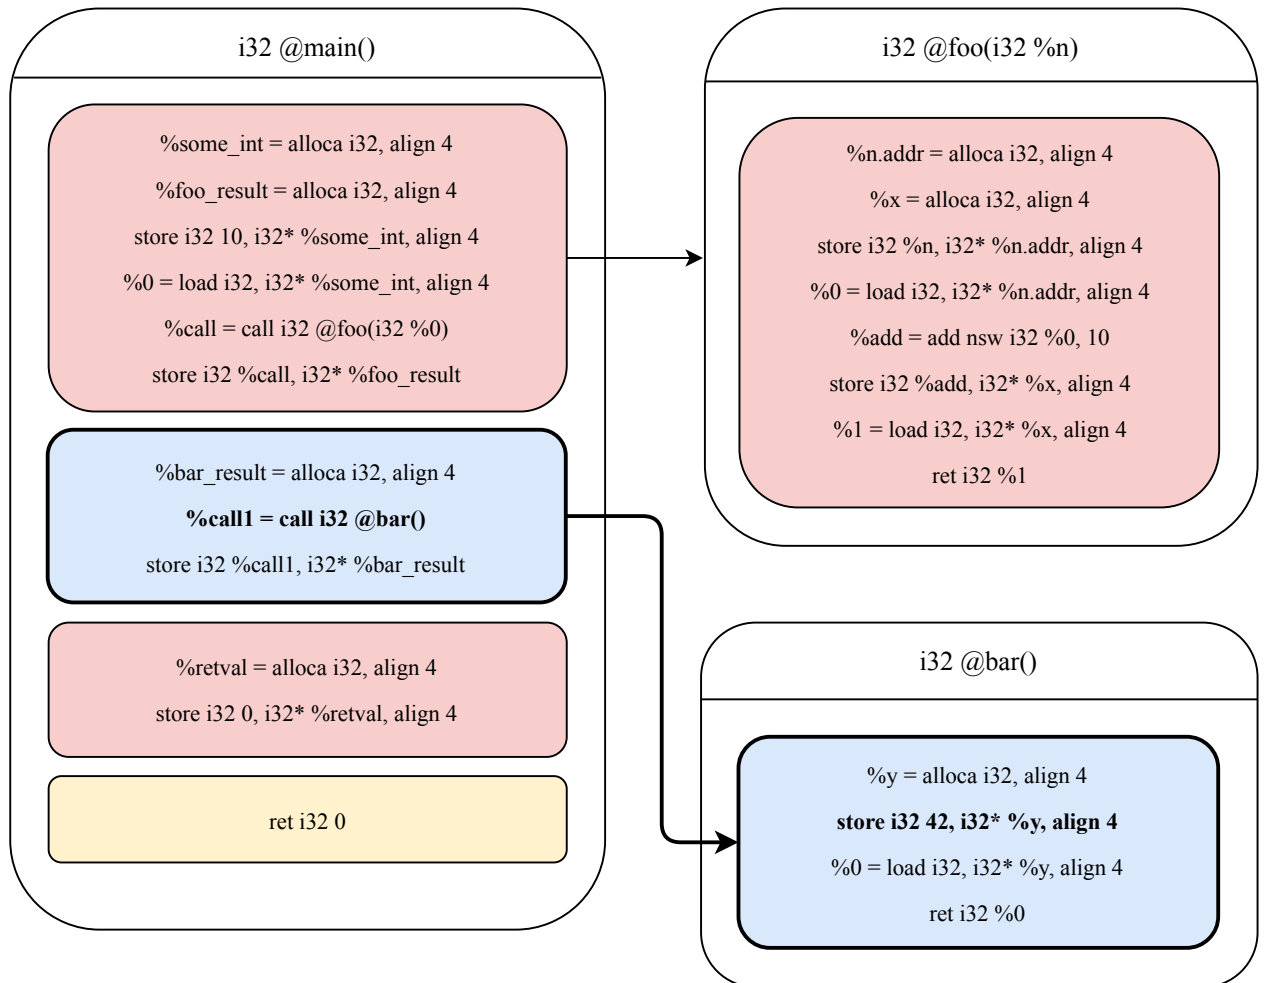 i32 @main()
%some_int = alloca i32, align 4
%foo_result = alloca i32, align 4
store i32 10, i32* %some_int, align 4
%0 = load i32, i32* %some_int, align 4
%call = call i32 @foo(i32 %0)
store i32 %call, i32* %foo_result
%bar_result = alloca i32, align 4
%call1 = call i32 @bar()
store i32 %call1, i32* %bar_result
%retval = alloca i32, align 4
store i32 0, i32* %retval, align 4
ret i32 0
i32 @foo(i32 %n)
%n.addr = alloca i32, align 4
%x = alloca i32, align 4
store i32 %n, i32* %n.addr, align 4
%0 = load i32, i32* %n.addr, align 4
%add = add nsw i32 %0, 10
store i32 %add, i32* %x, align 4
%1 = load i32, i32* %x, align 4
ret i32 %1
i32 @bar()
%y = alloca i32, align 4
store i32 42, i32* %y, align 4
%0 = load i32, i32* %y, align 4
ret i32 %0